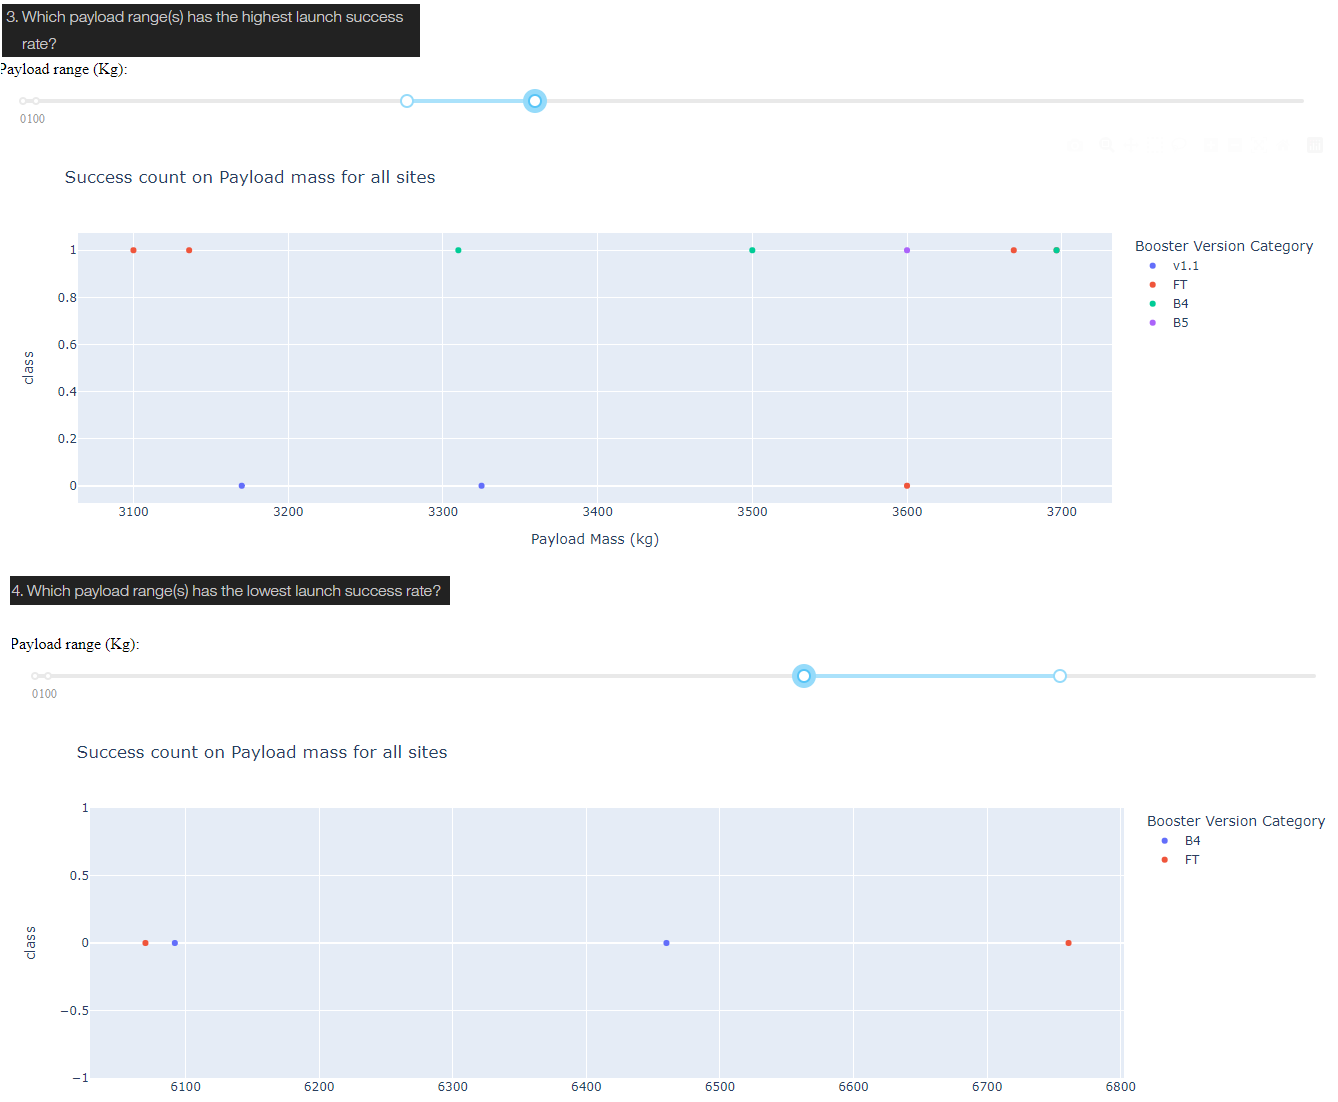 3. Which payload range(s) has the highest launch success
rate?
Payload range (Kg):
0100
Success count on Payload mass for all sites
Booster Version Category
v1.1
FT
B4
B5
1
0.8
0.6
0.4
0.2
0
class
3100 3200 3300 3400 3500 3600 3700
Payload Mass (kg)
4. Which payload range(s) has the lowest launch success rate?
Payload range (Kg):
0100
Success count on Payload mass for all sites
Booster Version Category
B4
FT
1
0.5
0
−0.5
−1
class
6100 6200 6300 6400 6500 6600 6700 6800